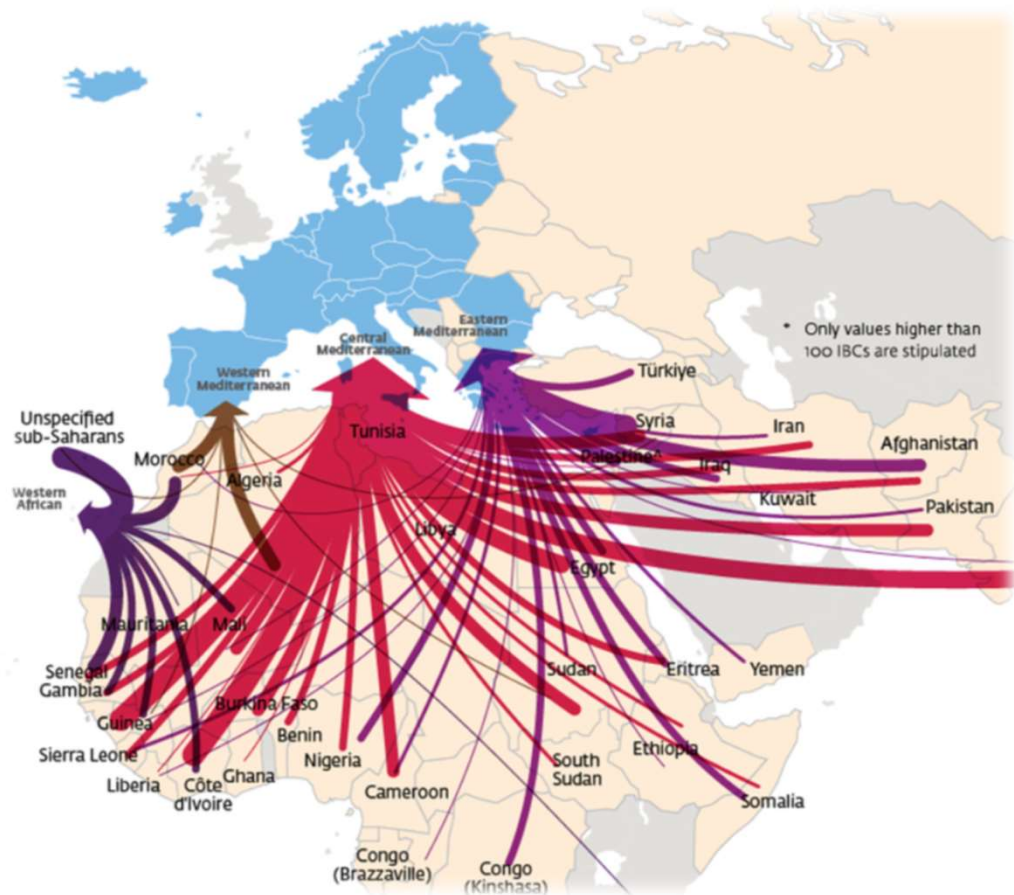 Eastern
Mediterranean
Central
Mediterranean
Western
Mediterranean
* Only values higher than
100 IBCs are stipulated
Türkiye
Unspecified
sub-Saharans
Syria
Iran
Tunisia
Afghanistan
Morocco
Palestine^
Iraq
Algeria
Western
African
Kuwait
Pakistan
Libya
Egypt
Mauritania
Mali
Senegal
Gambia
Sudan
Eritrea
Yemen
Burkina Faso
Guinea
Benin
Sierra Leone
Nigeria
Ethiopia
South
Sudan
Liberia
Côte
d'Ivoire
Ghana
Cameroon
Somalia
Congo
(Brazzaville)
Congo
(Kinshasa)